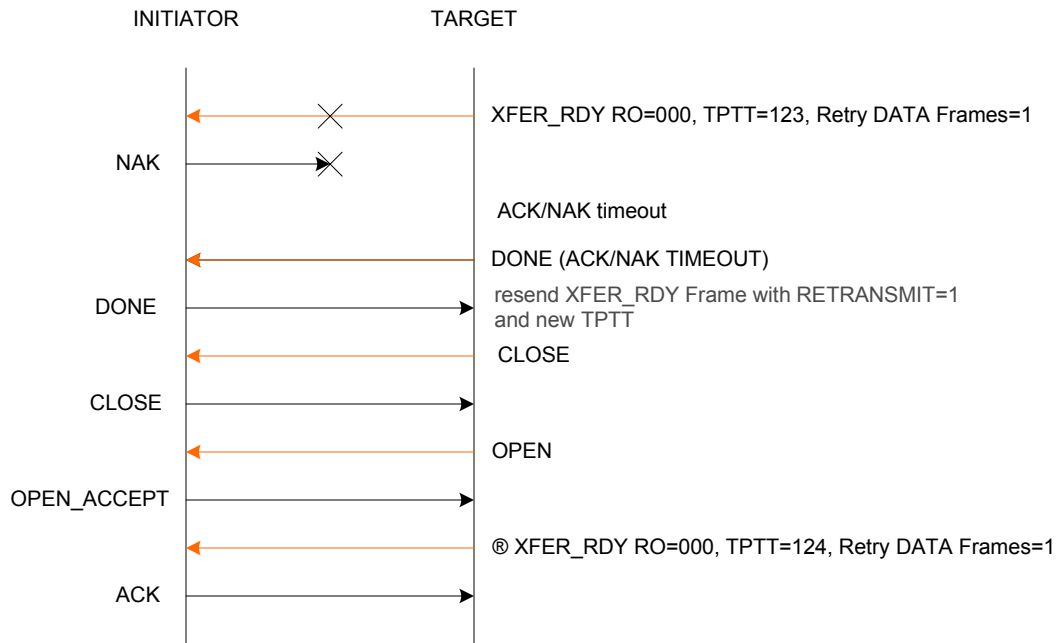 INITIATOR TARGET
XFER_RDY RO=000, TPTT=123, Retry DATA Frames=1
NAK
ACK/NAK timeout
DONE (ACK/NAK TIMEOUT)
DONE
resend XFER_RDY Frame with RETRANSMIT=1
and new TPTT
CLOSE
CLOSE
OPEN
OPEN_ACCEPT
® XFER_RDY RO=000, TPTT=124, Retry DATA Frames=1
ACK